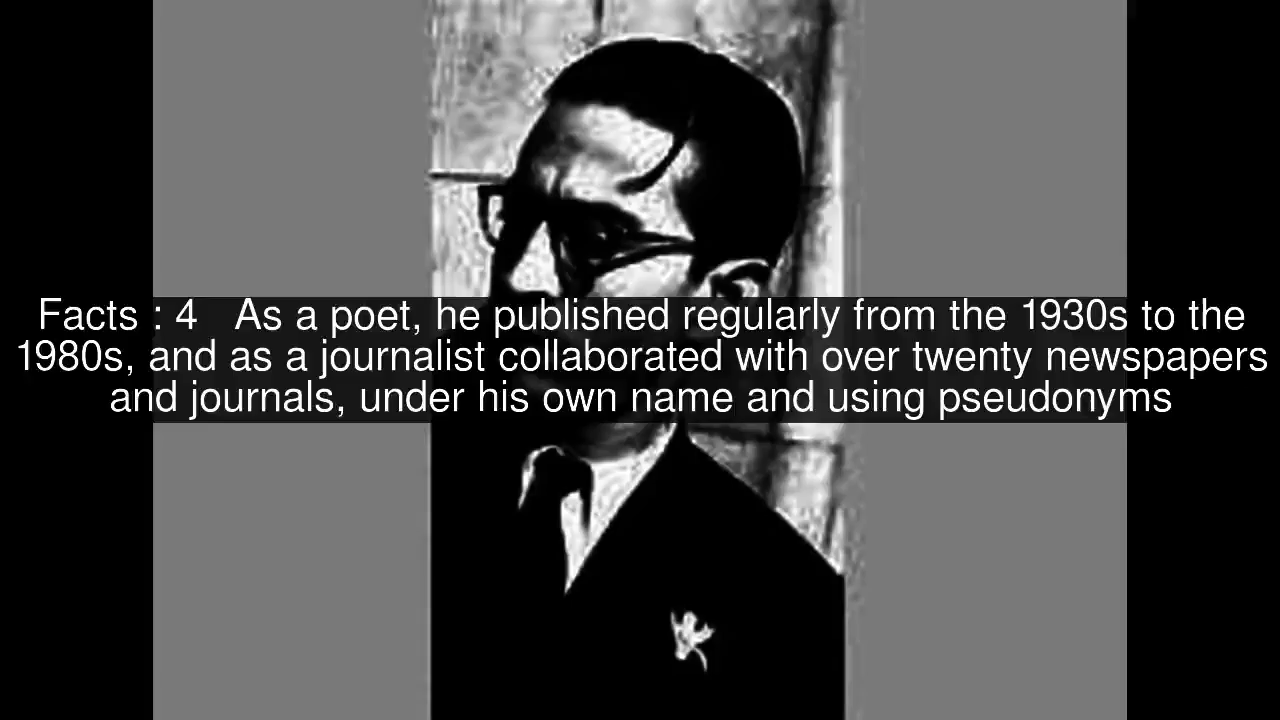 Facts : 4 As a poet, he published regularly from the 1930s to the
1980s, and as a journalist collaborated with over twenty newspapers
and journals, under his own name and using pseudonyms